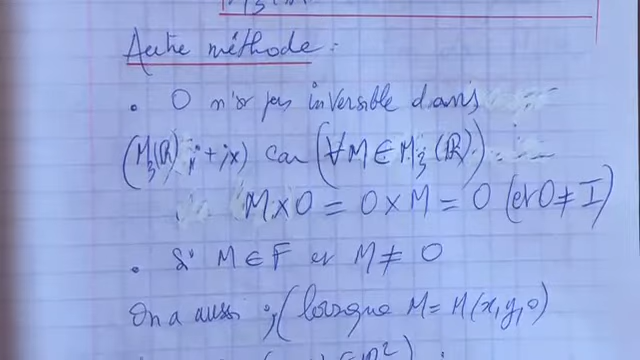 Autre méthode :
• O n'est pas inversible dans
(M₃(ℝ) ; + ; ×) car (∀M ∈ M₃(ℝ)) :
M × O = O × M = O (et O ≠ I)
• Si M ∈ F et M ≠ O
On a aussi ; (lorsque M = M(x, y, 0)